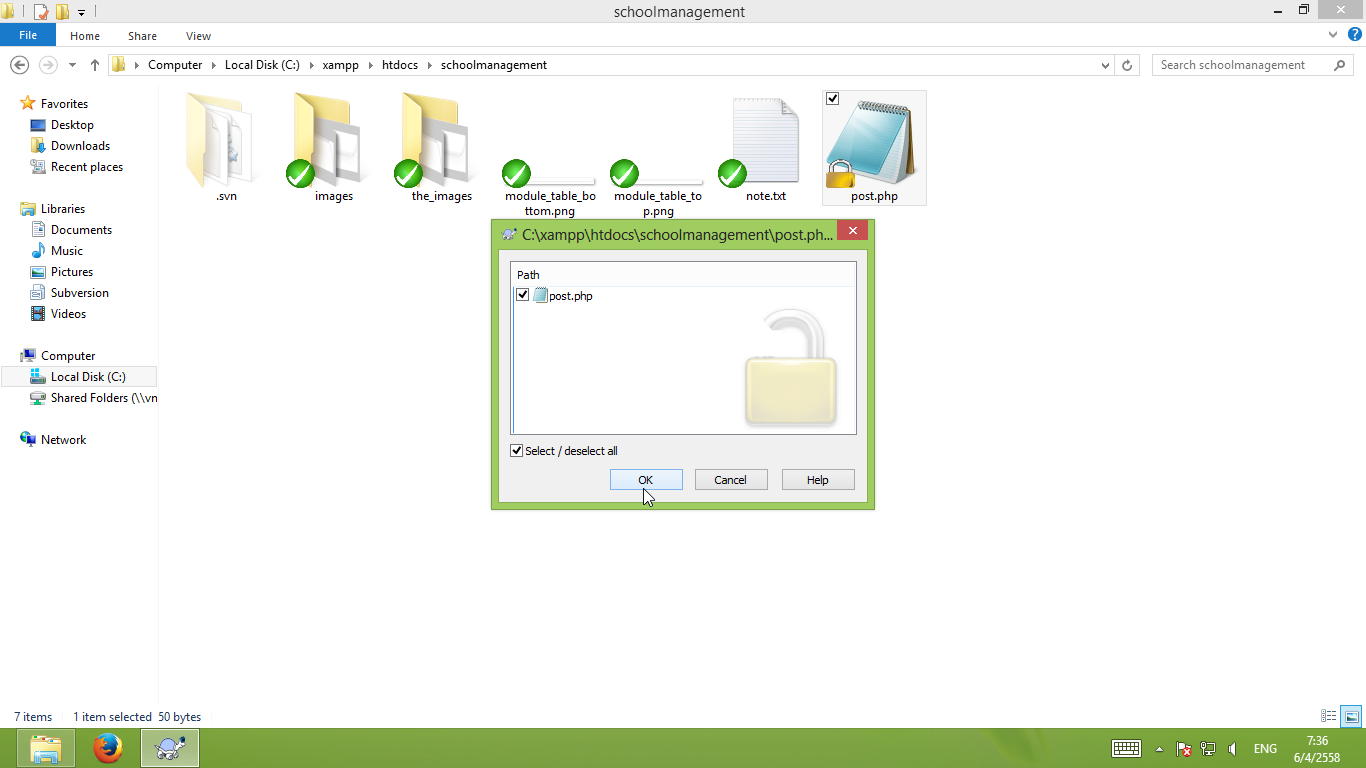 schoolmanagement
File
Home
Share
View
Computer
Local Disk (C:)
xampp
htdocs
schoolmanagement
Search schoolmanagement
Favorites
Desktop
Downloads
Recent places
Libraries
Documents
Music
Pictures
Subversion
Videos
Computer
Local Disk (C:)
Shared Folders (\\vn
Network
.svn
images
the_images
module_table_bo
ttom.png
module_table_to
p.png
note.txt
post.php
C:\xampp\htdocs\schoolmanagement\post.ph...
Path
post.php
Select / deselect all
OK
Cancel
Help
7 items
1 item selected 50 bytes
ENG
7:36
6/4/2558